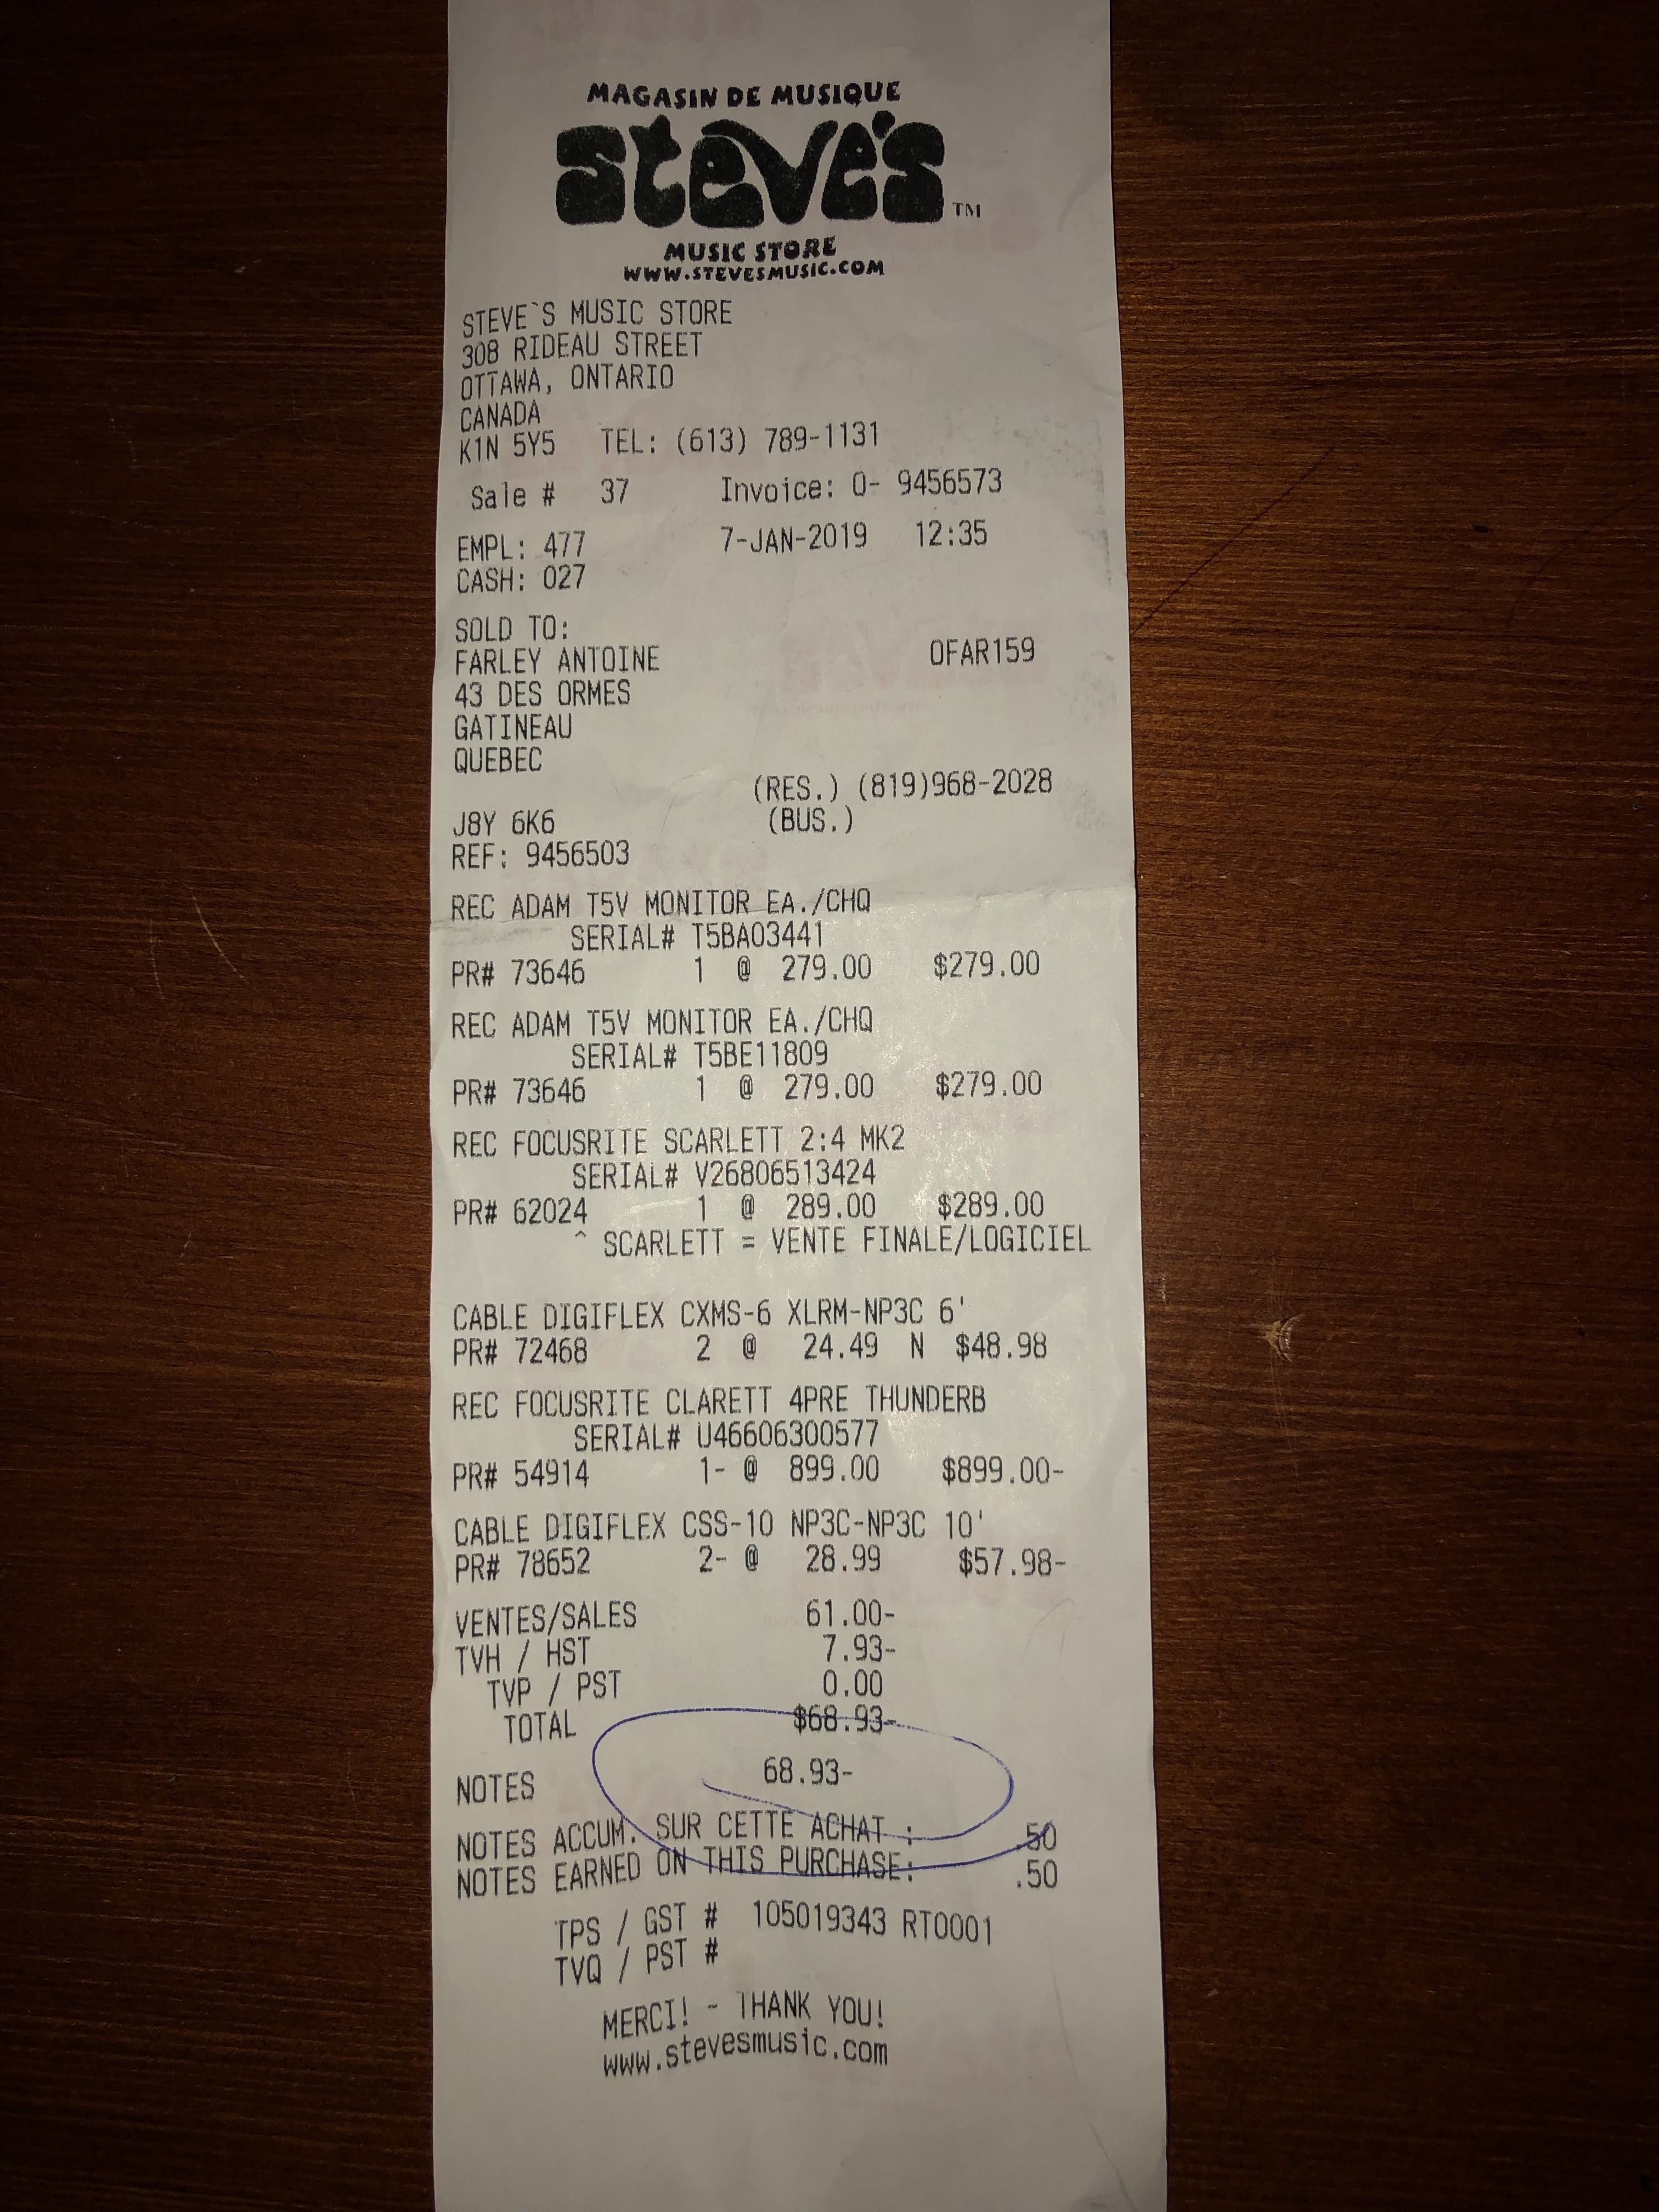 MAGASIN DE MUSIQUE
steve's TM
MUSIC STORE
WWW.STEVESMUSIC.COM
STEVE`S MUSIC STORE
308 RIDEAU STREET
OTTAWA, ONTARIO
CANADA
K1N 5Y5 TEL: (613) 789-1131
Sale # 37 Invoice: O- 9456573
EMPL: 477 7-JAN-2019 12:35
CASH: 027
SOLD TO:
FARLEY ANTOINE OFAR159
43 DES ORMES
GATINEAU
QUEBEC
(RES.) (819)968-2028
J8Y 6K6 (BUS.)
REF: 9456503
REC ADAM T5V MONITOR EA./CHQ
SERIAL# T5BA03441
PR# 73646 1 @ 279.00 $279.00
REC ADAM T5V MONITOR EA./CHQ
SERIAL# T5BE11809
PR# 73646 1 @ 279.00 $279.00
REC FOCUSRITE SCARLETT 2:4 MK2
SERIAL# V26806513424
PR# 62024 1 @ 289.00 $289.00
^ SCARLETT = VENTE FINALE/LOGICIEL
CABLE DIGIFLEX CXMS-6 XLRM-NP3C 6'
PR# 72468 2 @ 24.49 N $48.98
REC FOCUSRITE CLARETT 4PRE THUNDERB
SERIAL# U46606300577
PR# 54914 1- @ 899.00 $899.00-
CABLE DIGIFLEX CSS-10 NP3C-NP3C 10'
PR# 78652 2- @ 28.99 $57.98-
VENTES/SALES 61.00-
TVH / HST 7.93-
TVP / PST 0.00
TOTAL $68.93-
NOTES 68.93-
NOTES ACCUM. SUR CETTE ACHAT : .50
NOTES EARNED ON THIS PURCHASE: .50
TPS / GST # 105019343 RT0001
TVQ / PST #
MERCI! - THANK YOU!
www.stevesmusic.com